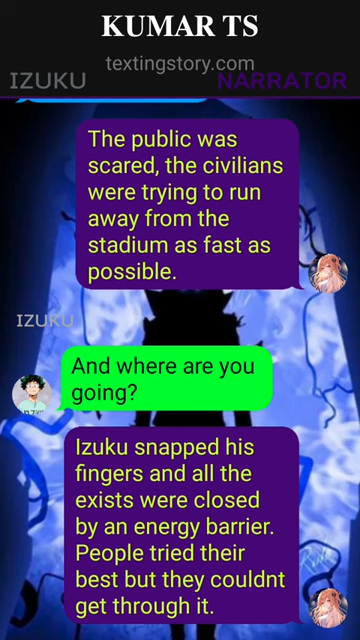 KUMAR TS
textingstory.com
IZUKU NARRATOR
The public was
scared, the civilians
were trying to run
away from the
stadium as fast as
possible.
IZUKU
And where are you
going?
Izuku snapped his
fingers and all the
exists were closed
by an energy barrier.
People tried their
best but they couldnt
get through it.